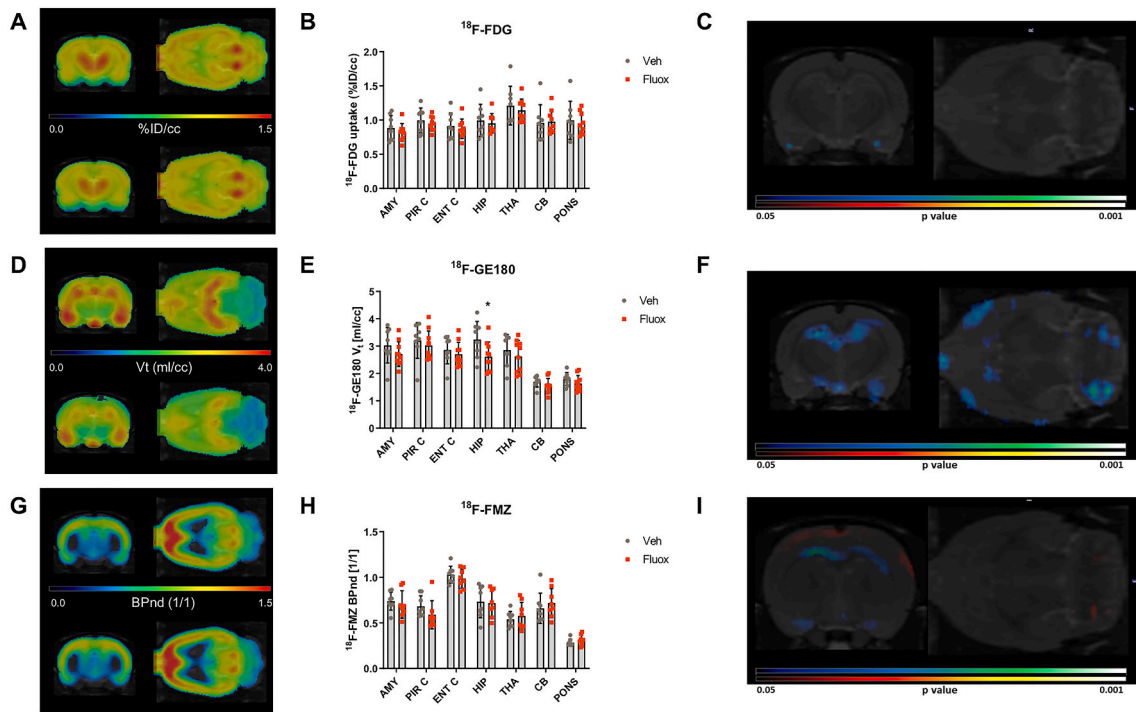 A
0.0
%ID/cc
1.5
B
18F-FDG
18F-FDG uptake (%ID/cc)
2.0
1.5
1.0
0.5
0.0
AMY
PIR C
ENT C
HIP
THA
CB
PONS
Veh
Fluox
C
R
0.05
p value
0.001
D
0.0
Vt (ml/cc)
4.0
E
18F-GE180
18F-GE180 Vt [ml/cc]
5
4
3
2
1
0
*
AMY
PIR C
ENT C
HIP
THA
CB
PONS
Veh
Fluox
F
0.05
p value
0.001
G
0.0
BPnd (1/1)
1.5
H
18F-FMZ
18F-FMZ BPnd [1/1]
1.5
1.0
0.5
0.0
AMY
PIR C
ENT C
HIP
THA
CB
PONS
Veh
Fluox
I
0.05
p value
0.001